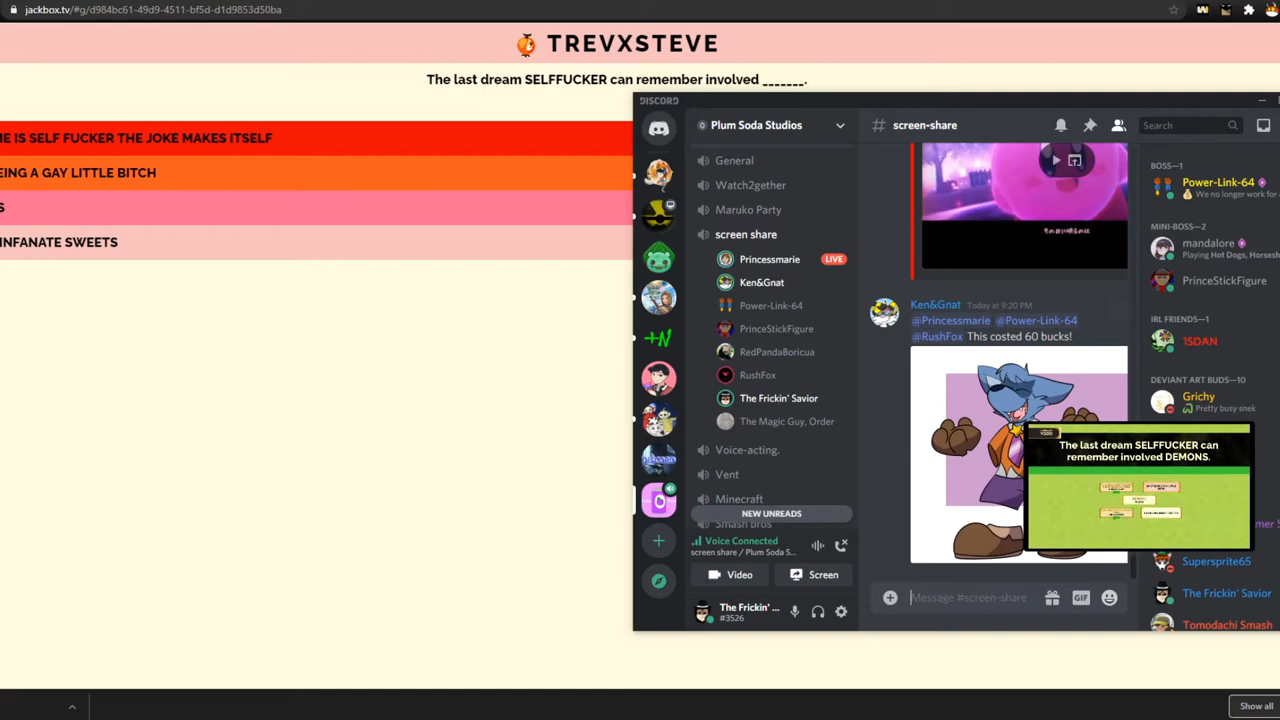 jackbox.tv/#g/d984bc61-49d9-4511-bf5d-d1d9853d50ba
TREVXSTEVE
The last dream SELFFUCKER can remember involved _______.
ME IS SELF FUCKER THE JOKE MAKES ITSELF
EING A GAY LITTLE BITCH
S
INFANATE SWEETS
DISCORD
Plum Soda Studios
General
Watch2gether
Maruko Party
screen share
Princessmarie LIVE
Ken&Gnat
Power-Link-64
PrinceStickFigure
RedPandaBoricua
RushFox
The Frickin' Savior
The Magic Guy, Order
Voice-acting.
Vent
Minecraft
Smash bros
NEW UNREADS
Voice Connected
screen share / Plum Soda S...
Video
Screen
The Frickin' ...
#3526
# screen-share
Search
Ken&Gnat Today at 9:20 PM
@Princessmarie @Power-Link-64
@RushFox This costed 60 bucks!
Message #screen-share
GIF
BOSS—1
Power-Link-64
We no longer work for
MINI-BOSS—2
mandalore
Playing Hot Dogs, Horsesh
PrinceStickFigure
IRL FRIENDS—1
1SDAN
DEVIANT ART BUDS—10
Grichy
Pretty busy snek
The last dream SELFFUCKER can
remember involved DEMONS.
Supersprite65
The Frickin' Savior
Tomodachi Smash
Show all